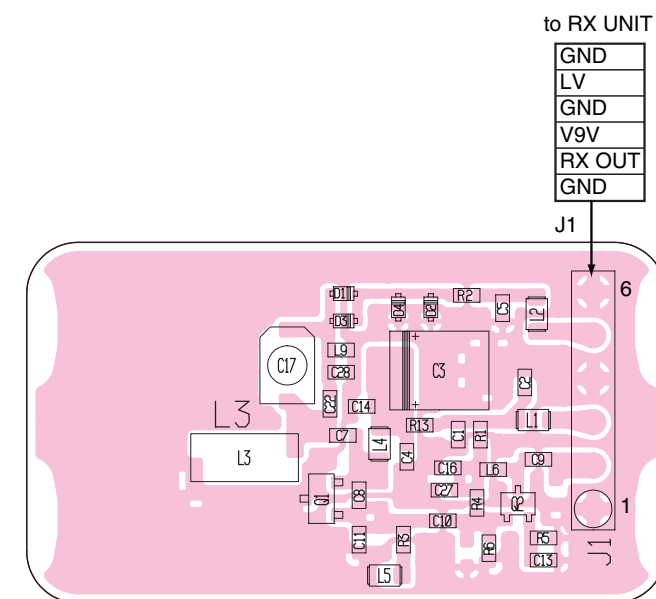 to RX UNIT
GND
LV
GND
V9V
RX OUT
GND
J1
6
D1
D4
D2
R2
C5
L2
D3
L9
C17
C28
C3
C2
C22
C14
L3
R13
L1
C7
L4
C1
R1
L3
C4
C16
L6
C9
C27
Q1
C8
R4
1
C10
C11
R3
R6
R5
J1
L5
C13